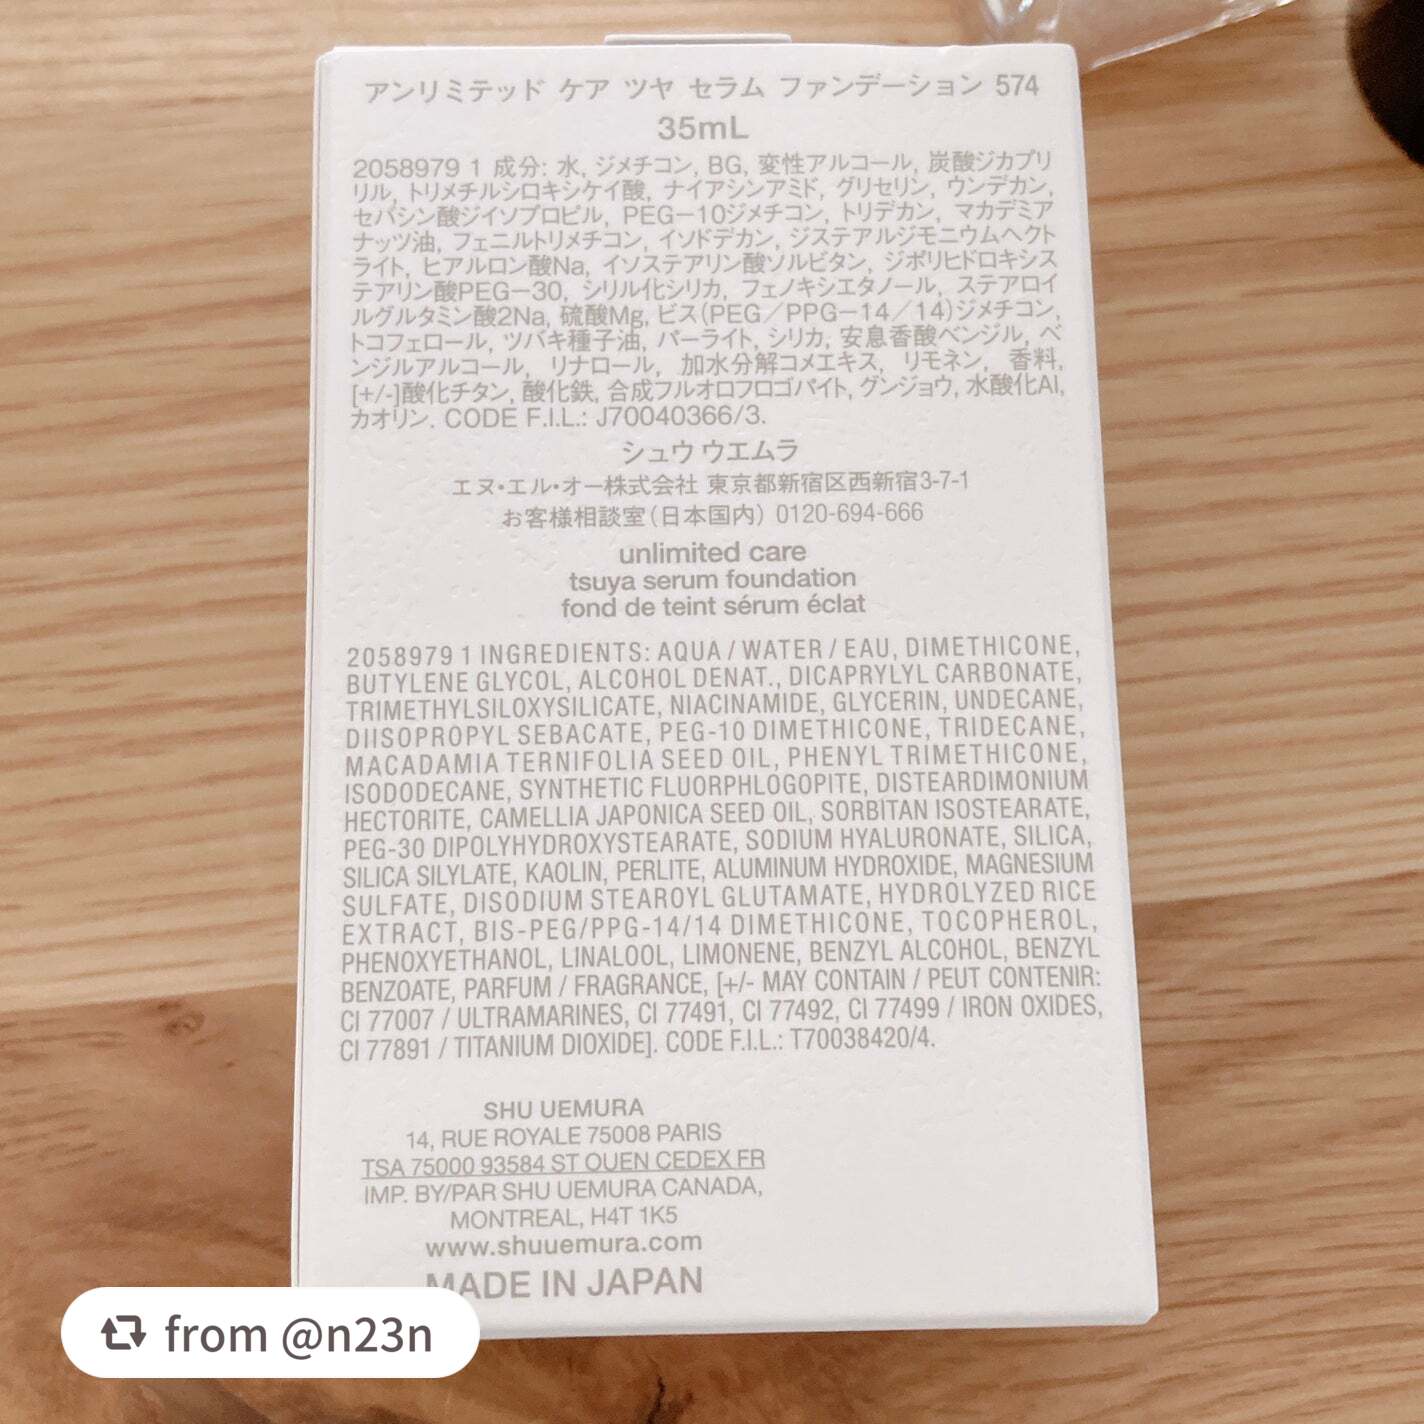 アンリミテッド ケア ツヤ セラム ファンデーション 574
35mL
2058979 1 成分: 水, ジメチコン, BG, 変性アルコール, 炭酸ジカプリ
リル, トリメチルシロキシケイ酸, ナイアシンアミド, グリセリン, ウンデカン,
セバシン酸ジイソプロピル, PEG－10ジメチコン, トリデカン, マカデミア
ナッツ油, フェニルトリメチコン, イソドデカン, ジステアルジモニウムヘクト
ライト, ヒアルロン酸Na, イソステアリン酸ソルビタン, ジポリヒドロキシス
テアリン酸PEG－30, シリル化シリカ, フェノキシエタノール, ステアロイ
ルグルタミン酸2Na, 硫酸Mg, ビス(PEG／PPG－14／14)ジメチコン,
トコフェロール, ツバキ種子油, パーライト, シリカ, 安息香酸ベンジル, ベ
ンジルアルコール, リナロール, 加水分解コメエキス, リモネン, 香料,
[+/-]酸化チタン, 酸化鉄, 合成フルオロフロゴパイト, グンジョウ, 水酸化Al,
カオリン. CODE F.I.L.: J70040366/3.
シュウ ウエムラ
エヌ・エル・オー株式会社 東京都新宿区西新宿3-7-1
お客様相談室(日本国内) 0120-694-666
unlimited care
tsuya serum foundation
fond de teint sérum éclat
2058979 1 INGREDIENTS: AQUA / WATER / EAU, DIMETHICONE,
BUTYLENE GLYCOL, ALCOHOL DENAT., DICAPRYLYL CARBONATE,
TRIMETHYLSILOXYSILICATE, NIACINAMIDE, GLYCERIN, UNDECANE,
DIISOPROPYL SEBACATE, PEG-10 DIMETHICONE, TRIDECANE,
MACADAMIA TERNIFOLIA SEED OIL, PHENYL TRIMETHICONE,
ISODODECANE, SYNTHETIC FLUORPHLOGOPITE, DISTEARDIMONIUM
HECTORITE, CAMELLIA JAPONICA SEED OIL, SORBITAN ISOSTEARATE,
PEG-30 DIPOLYHYDROXYSTEARATE, SODIUM HYALURONATE, SILICA,
SILICA SILYLATE, KAOLIN, PERLITE, ALUMINUM HYDROXIDE, MAGNESIUM
SULFATE, DISODIUM STEAROYL GLUTAMATE, HYDROLYZED RICE
EXTRACT, BIS-PEG/PPG-14/14 DIMETHICONE, TOCOPHEROL,
PHENOXYETHANOL, LINALOOL, LIMONENE, BENZYL ALCOHOL, BENZYL
BENZOATE, PARFUM / FRAGRANCE, [+/- MAY CONTAIN / PEUT CONTENIR:
CI 77007 / ULTRAMARINES, CI 77491, CI 77492, CI 77499 / IRON OXIDES,
CI 77891 / TITANIUM DIOXIDE]. CODE F.I.L.: T70038420/4.
SHU UEMURA
14, RUE ROYALE 75008 PARIS
TSA 75000 93584 ST OUEN CEDEX FR
IMP. BY/PAR SHU UEMURA CANADA,
MONTREAL, H4T 1K5
www.shuuemura.com
MADE IN JAPAN
from @n23n